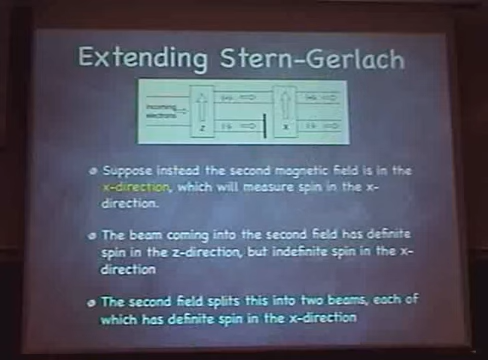 Extending Stern-Gerlach
incoming
electrons
z
x
Suppose instead the second magnetic field is in the
x-direction, which will measure spin in the x-
direction.
The beam coming into the second field has definite
spin in the z-direction, but indefinite spin in the x-
direction
The second field splits this into two beams, each of
which has definite spin in the x-direction